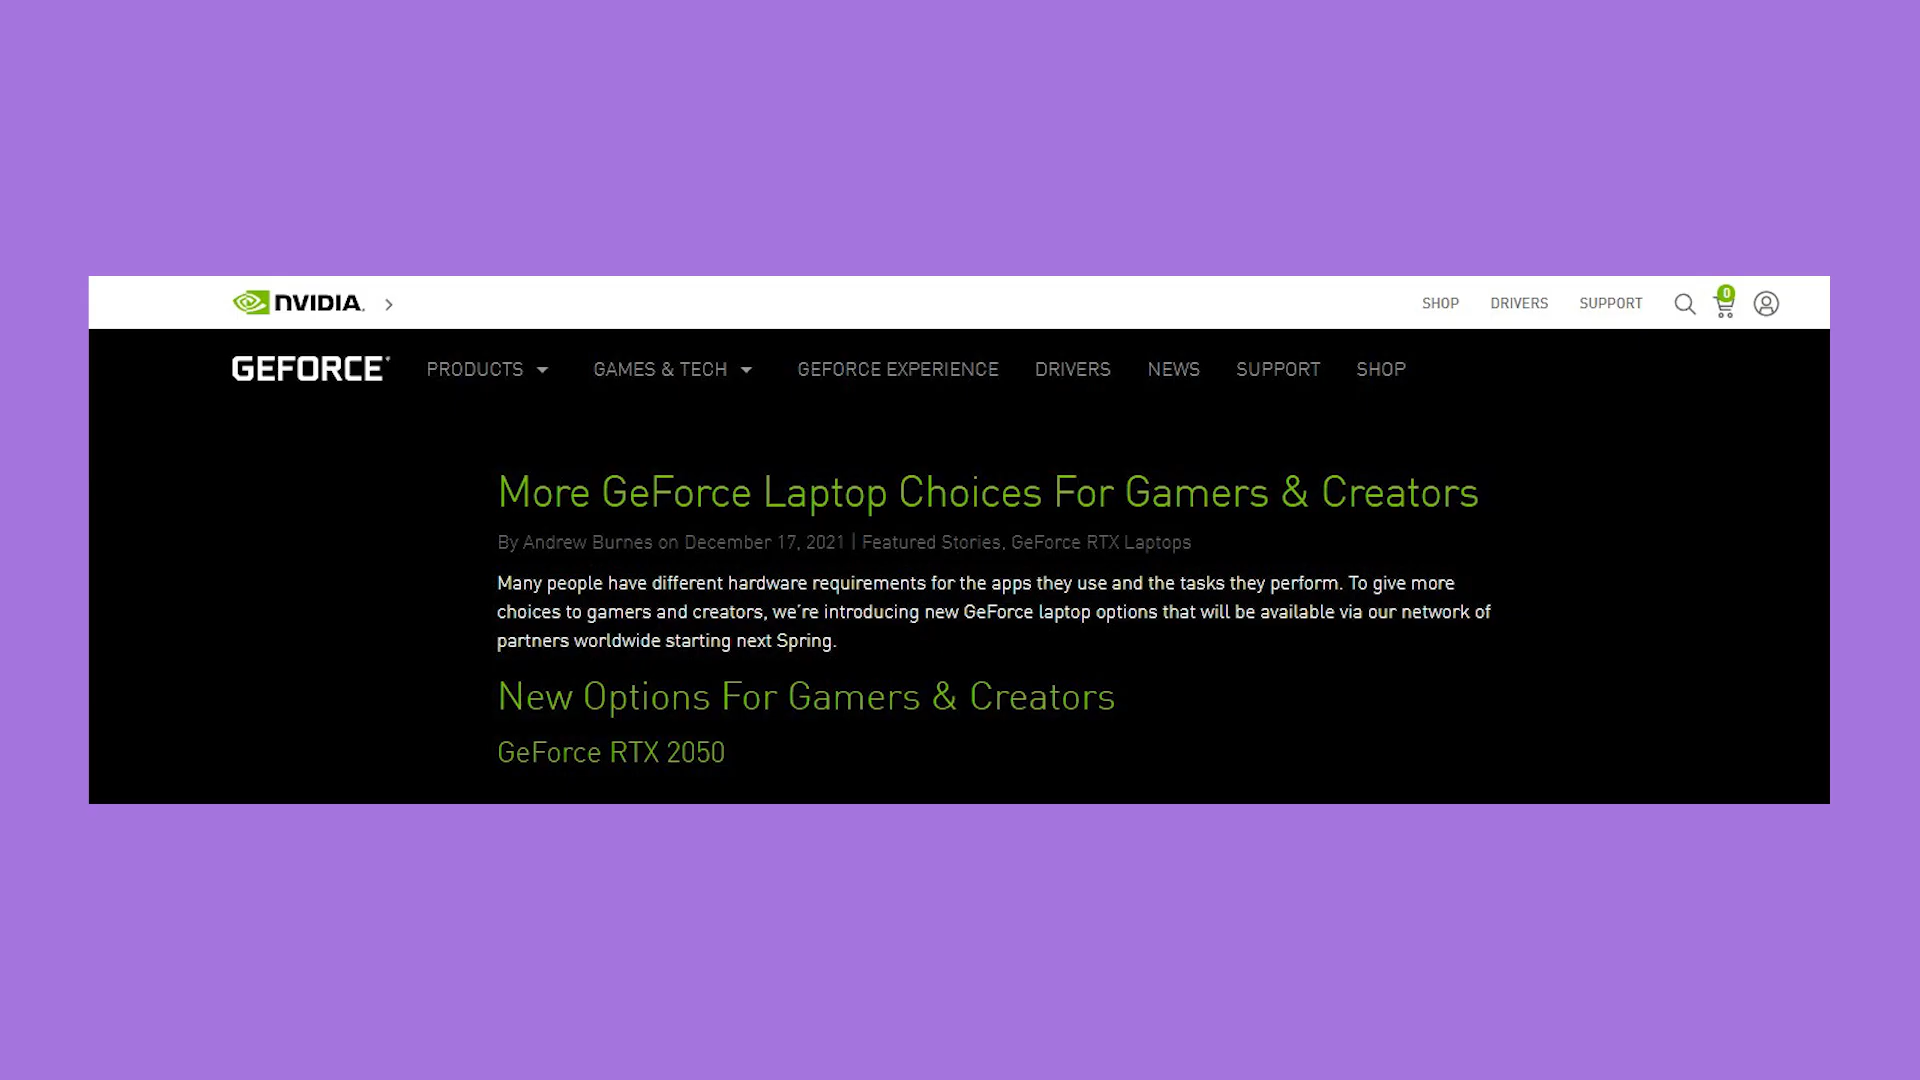 NVIDIA.
SHOP DRIVERS SUPPORT 0
GEFORCE PRODUCTS GAMES & TECH GEFORCE EXPERIENCE DRIVERS NEWS SUPPORT SHOP
More GeForce Laptop Choices For Gamers & Creators
By Andrew Burnes on December 17, 2021 | Featured Stories, GeForce RTX Laptops
Many people have different hardware requirements for the apps they use and the tasks they perform. To give more
choices to gamers and creators, we're introducing new GeForce laptop options that will be available via our network of
partners worldwide starting next Spring.
New Options For Gamers & Creators
GeForce RTX 2050